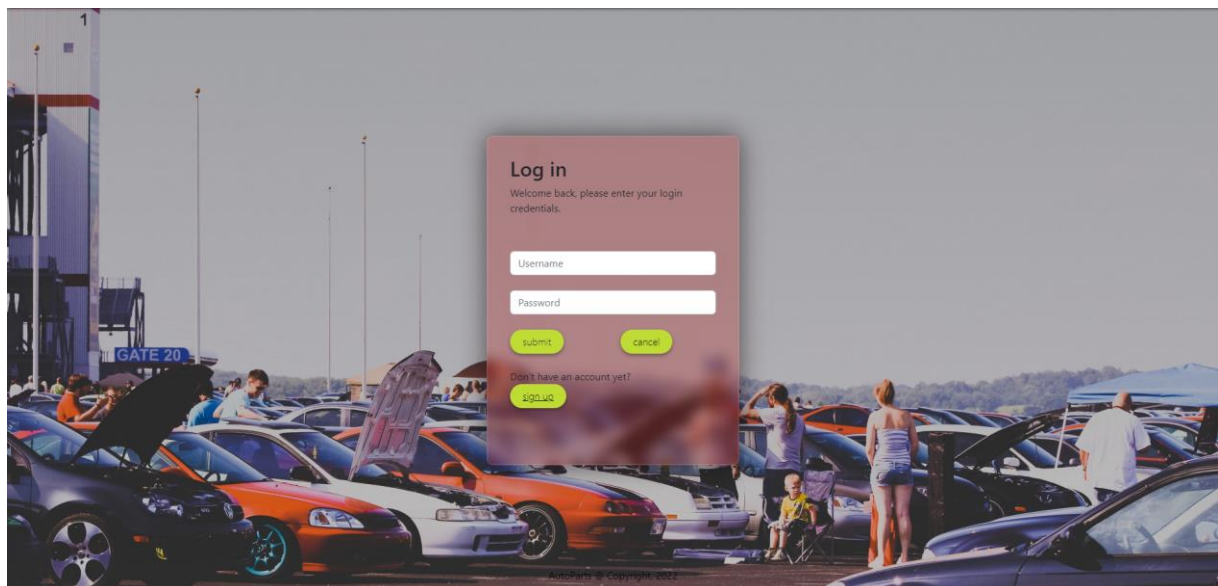 1
Log in
Welcome back, please enter your login
credentials.
Username
Password
submit
cancel
GATE 20
Don't have an account yet?
sign up
AutoParts @ Copyright, 2022